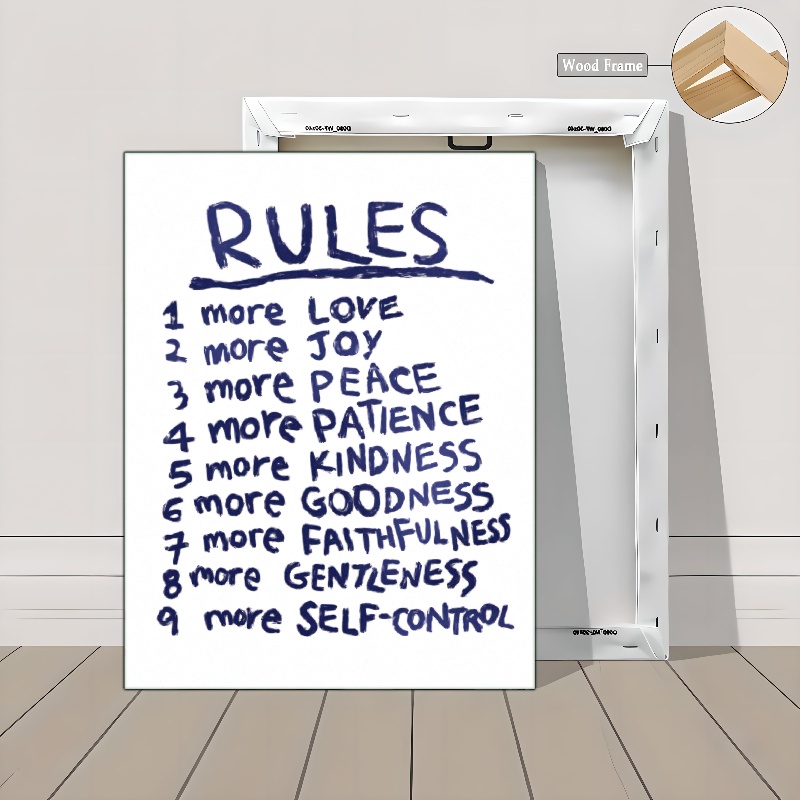 Wood Frame
RULES
1 more LOVE
2 more JOY
3 more PEACE
4 more PATIENCE
5 more KINDNESS
6 more GOODNESS
7 more FAITHFULNESS
8 more GENTLENESS
9 more SELF-CONTROL